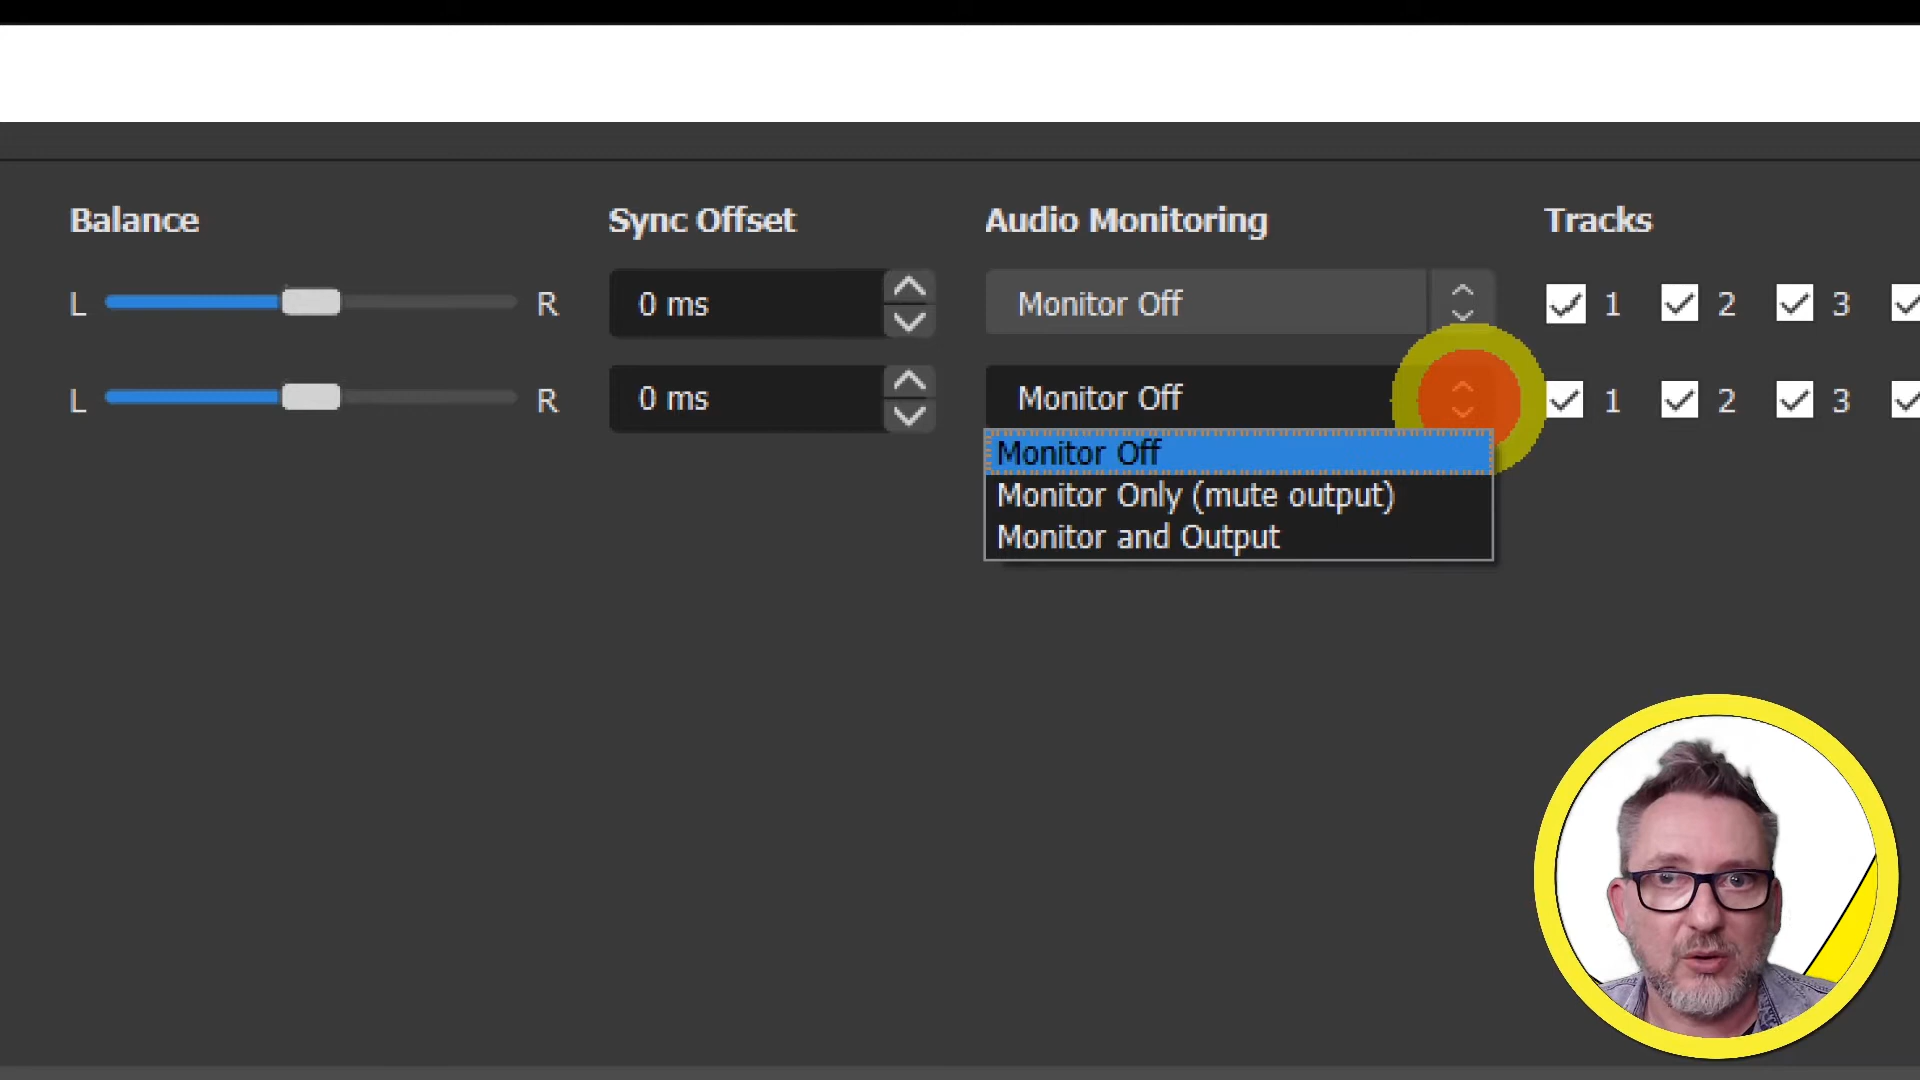 Balance Sync Offset Audio Monitoring Tracks
L R 0 ms Monitor Off 1 2 3
L R 0 ms Monitor Off 1 2 3
Monitor Off
Monitor Only (mute output)
Monitor and Output